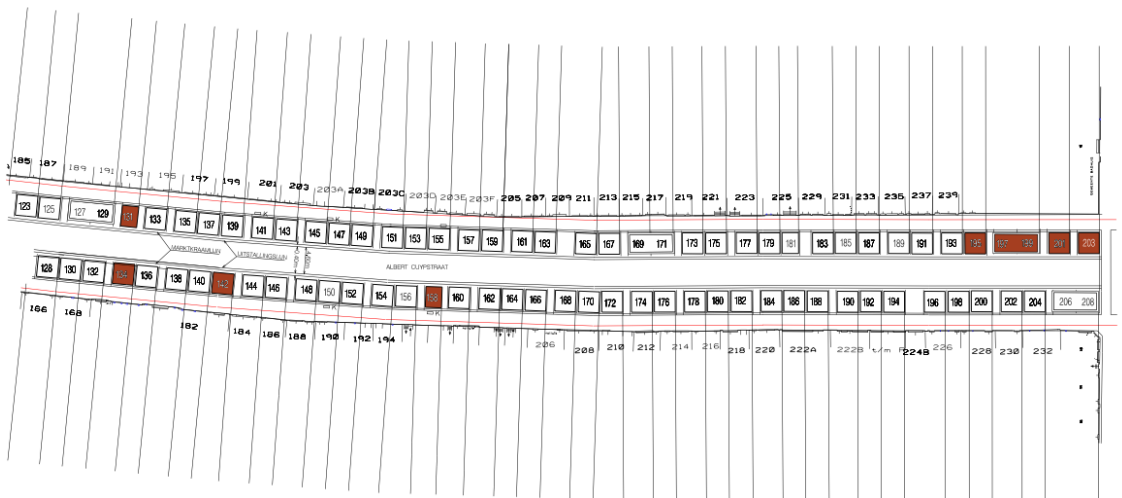 185 187 189 191 193 195 197 199 201 203 203A 203B 203C 203D 203E 203F 205 207 209 211 213 215 217 219 221 223 225 229 231 233 235 237 239
123 125 127 129 131 133 135 137 139 141 143 145 147 149 151 153 155 157 159 161 163 165 167 169 171 173 175 177 179 181 183 185 187 189 191 193 195 197 199 201 203
K K
MARKTKRAAMLIJN UITSTALLINGSLIJN
ALBERT CUYPSTRAAT
128 130 132 134 136 138 140 142 144 146 148 150 152 154 156 158 160 162 164 166 168 170 172 174 176 178 180 182 184 186 188 190 192 194 196 198 200 202 204 206 208
K K
166 168 182 184 186 188 190 192 194 206 208 210 212 214 216 218 220 222A 222B t/m 224B 226 228 230 232